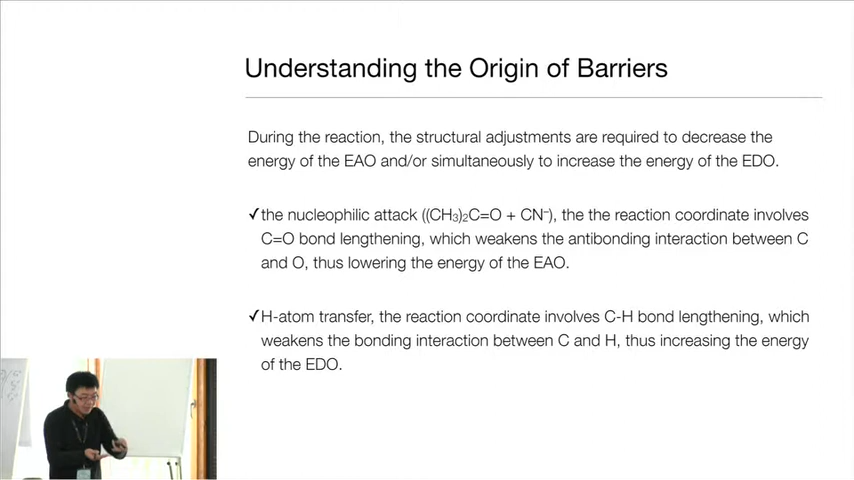 Understanding the Origin of Barriers
During the reaction, the structural adjustments are required to decrease the
energy of the EAO and/or simultaneously to increase the energy of the EDO.
✓the nucleophilic attack ((CH₃)₂C=O + CN⁻), the the reaction coordinate involves
C=O bond lengthening, which weakens the antibonding interaction between C
and O, thus lowering the energy of the EAO.
✓H-atom transfer, the reaction coordinate involves C-H bond lengthening, which
weakens the bonding interaction between C and H, thus increasing the energy
of the EDO.